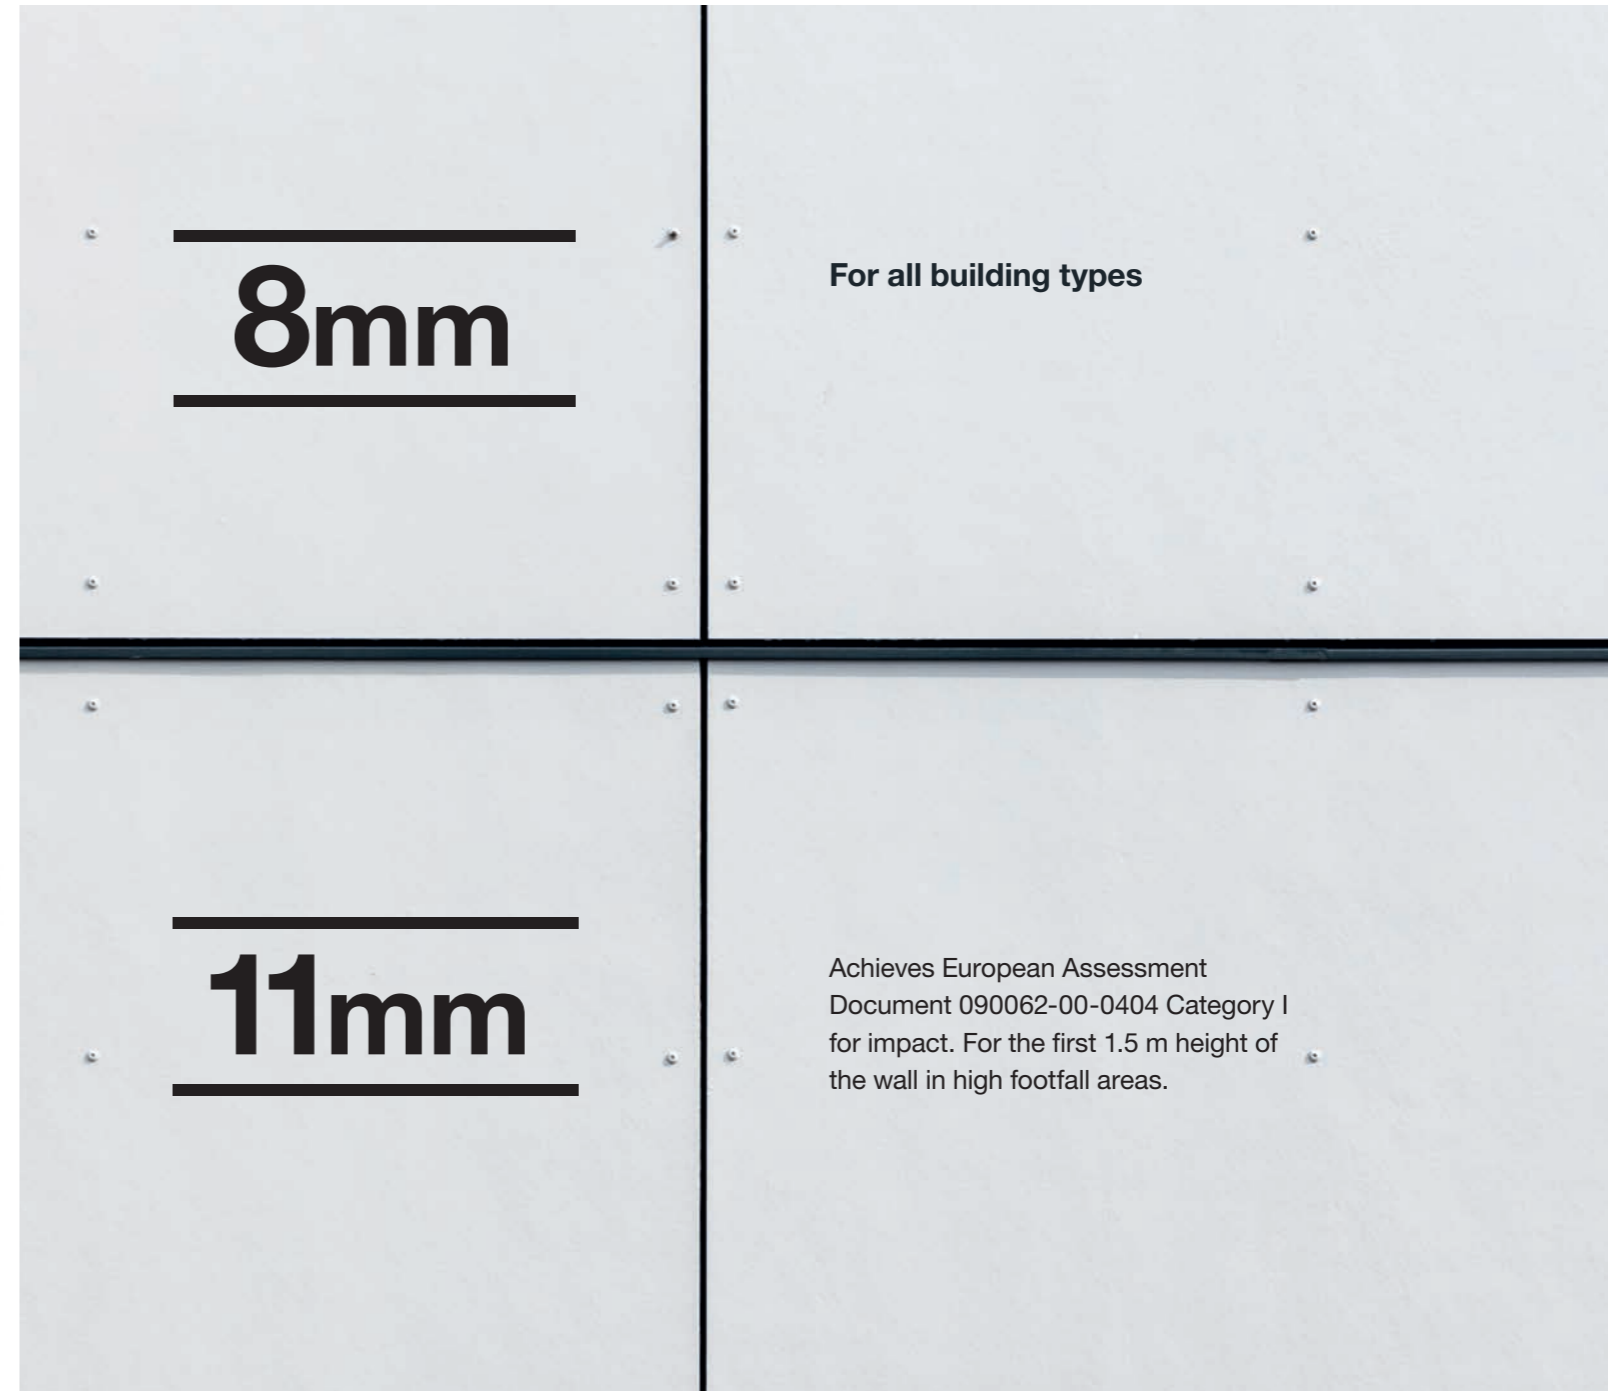 8mm
For all building types
11mm
Achieves European Assessment
Document 090062-00-0404 Category I
for impact. For the first 1.5 m height of
the wall in high footfall areas.